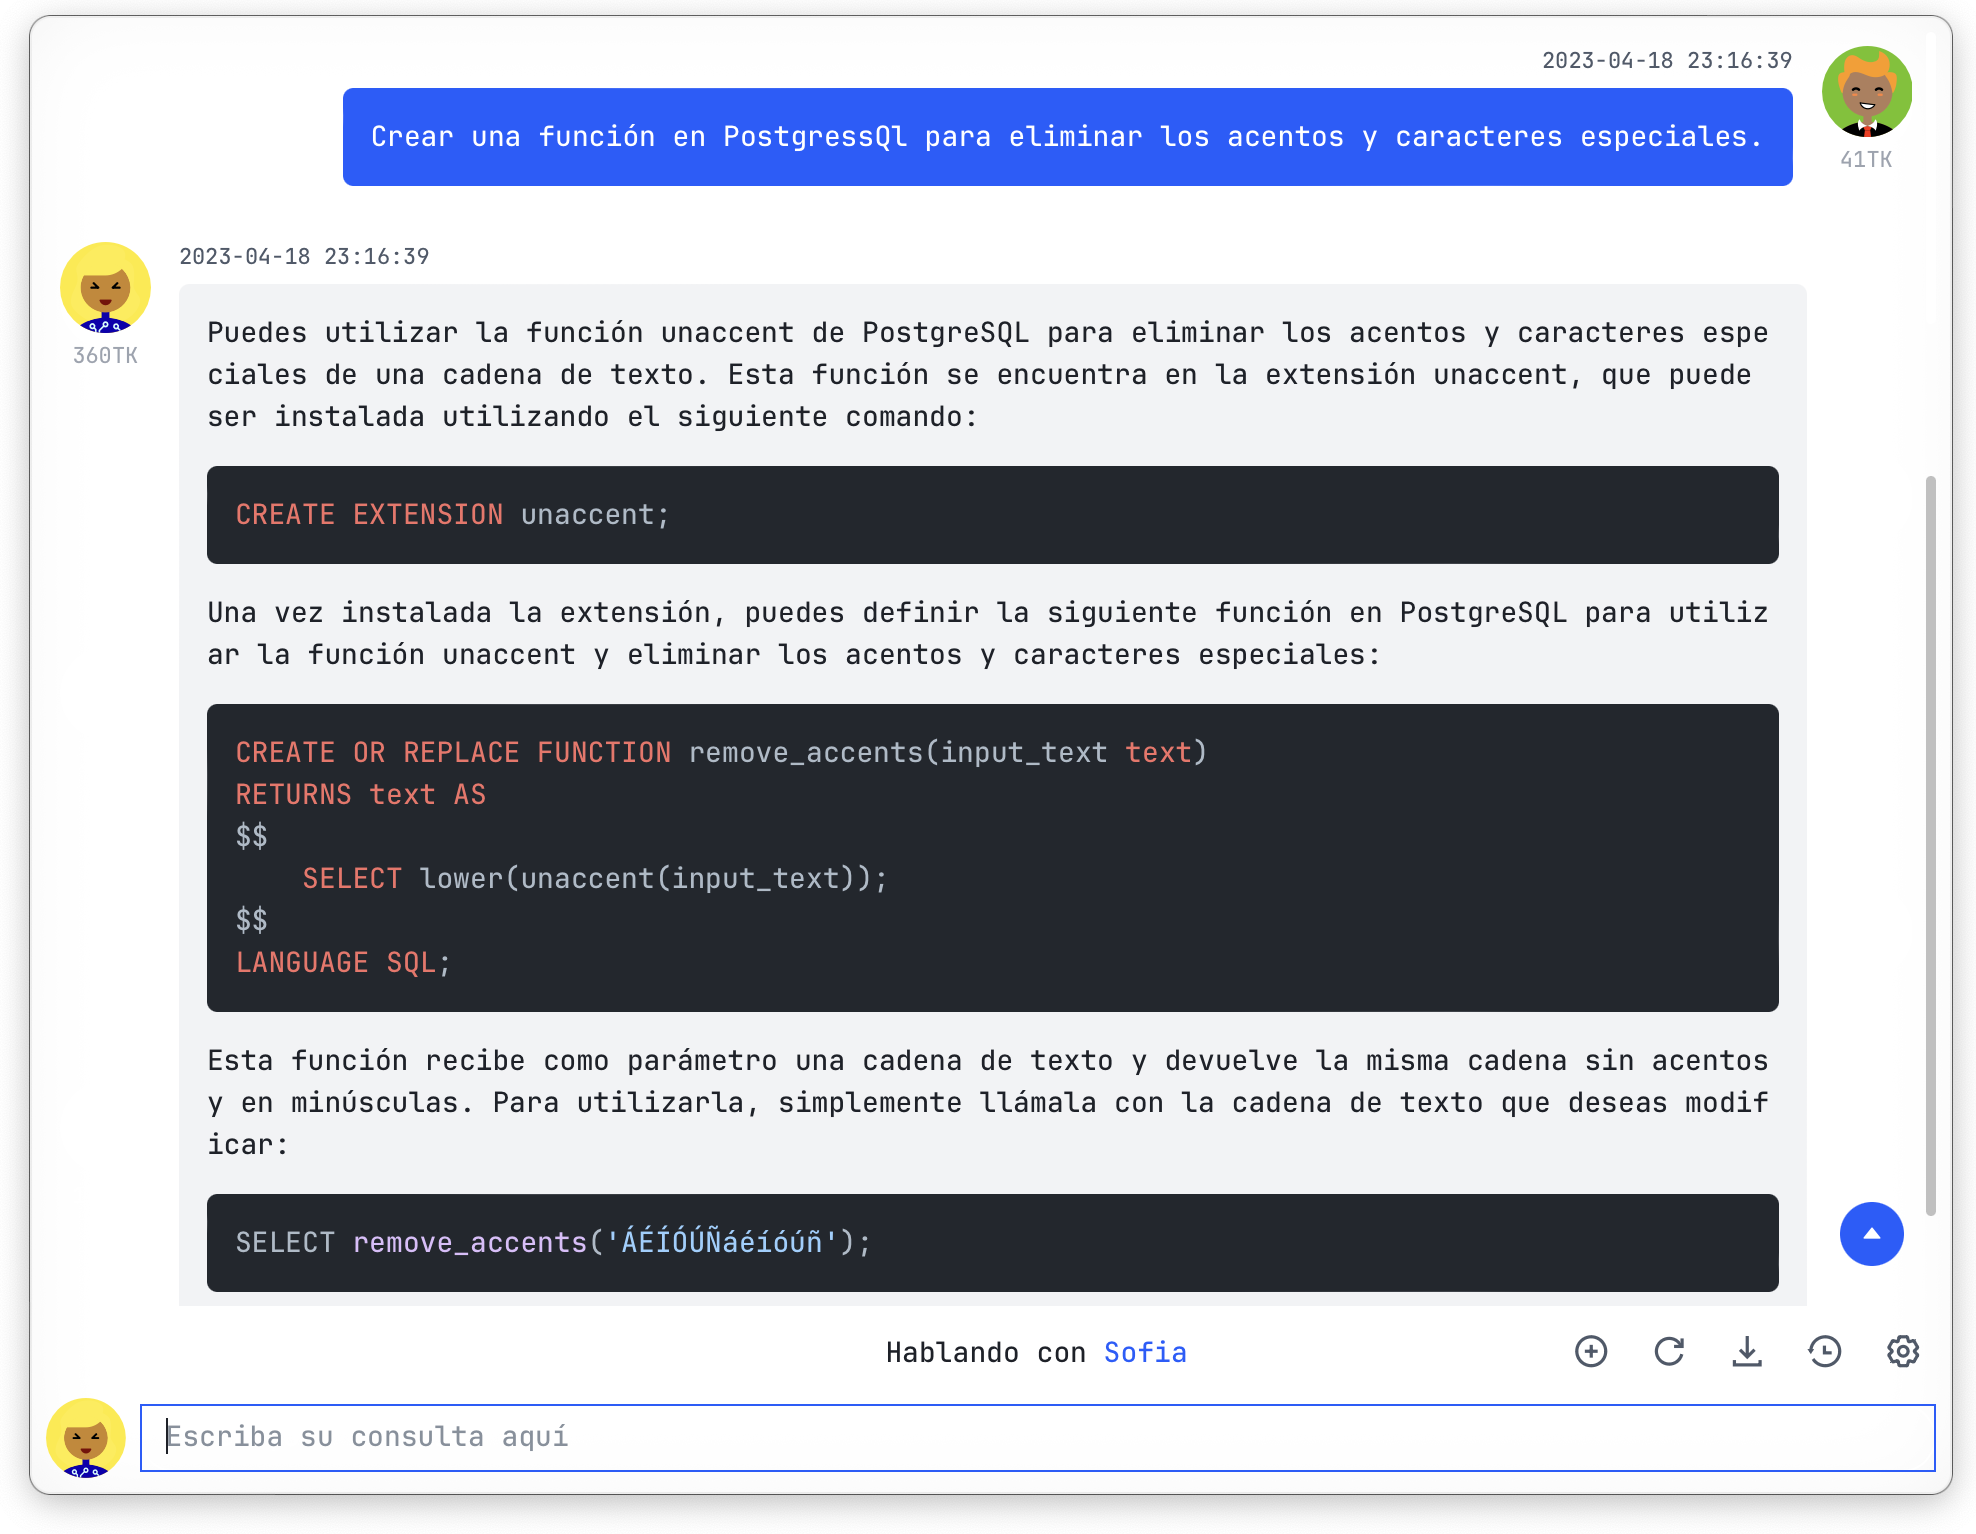 2023-04-18 23:16:39
Crear una función en PostgressQl para eliminar los acentos y caracteres especiales.
41TK
2023-04-18 23:16:39
360TK
Puedes utilizar la función unaccent de PostgreSQL para eliminar los acentos y caracteres espe
ciales de una cadena de texto. Esta función se encuentra en la extensión unaccent, que puede
ser instalada utilizando el siguiente comando:
CREATE EXTENSION unaccent;
Una vez instalada la extensión, puedes definir la siguiente función en PostgreSQL para utiliz
ar la función unaccent y eliminar los acentos y caracteres especiales:
CREATE OR REPLACE FUNCTION remove_accents(input_text text)
RETURNS text AS
$$
    SELECT lower(unaccent(input_text));
$$
LANGUAGE SQL;
Esta función recibe como parámetro una cadena de texto y devuelve la misma cadena sin acentos
y en minúsculas. Para utilizarla, simplemente llámala con la cadena de texto que deseas modif
icar:
SELECT remove_accents('ÁÉÍÓÚÑáéíóúñ');
Hablando con Sofia
Escriba su consulta aquí